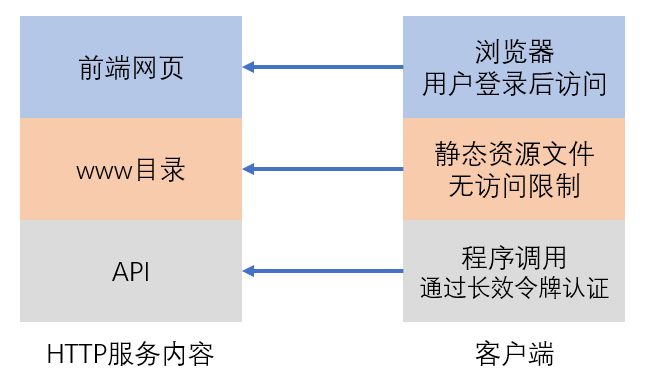 前端网页
浏览器
用户登录后访问
www目录
静态资源文件
无访问限制
API
程序调用
通过长效令牌认证
HTTP服务内容
客户端